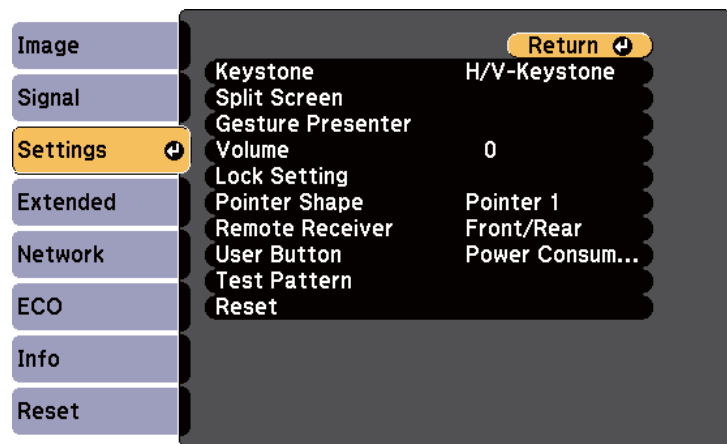 Image
Signal
Settings
Extended
Network
ECO
Info
Reset
Return
Keystone H/V-Keystone
Split Screen
Gesture Presenter
Volume 0
Lock Setting
Pointer Shape Pointer 1
Remote Receiver Front/Rear
User Button Power Consum...
Test Pattern
Reset